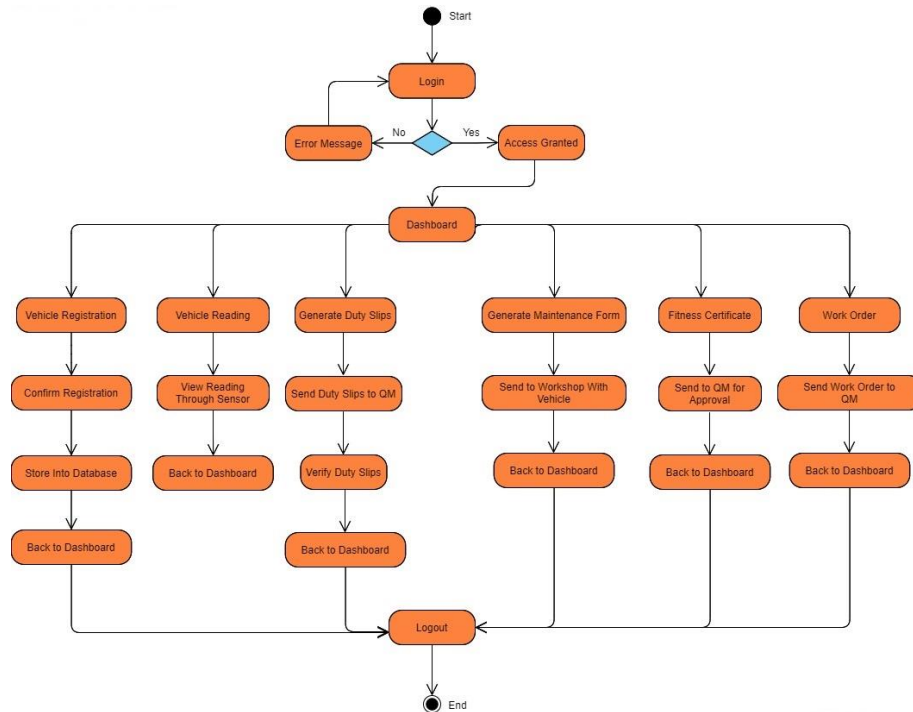 Start
Login
No
Yes
Error Message
Access Granted
Dashboard
Vehicle Registration
Vehicle Reading
Generate Duty Slips
Generate Maintenance Form
Fitness Certificate
Work Order
Confirm Registration
View Reading
Through Sensor
Send Duty Slips to QM
Send to Workshop With
Vehicle
Send to QM for
Approval
Send Work Order to
QM
Store Into Database
Back to Dashboard
Verify Duty Slips
Back to Dashboard
Back to Dashboard
Back to Dashboard
Back to Dashboard
Back to Dashboard
Logout
End